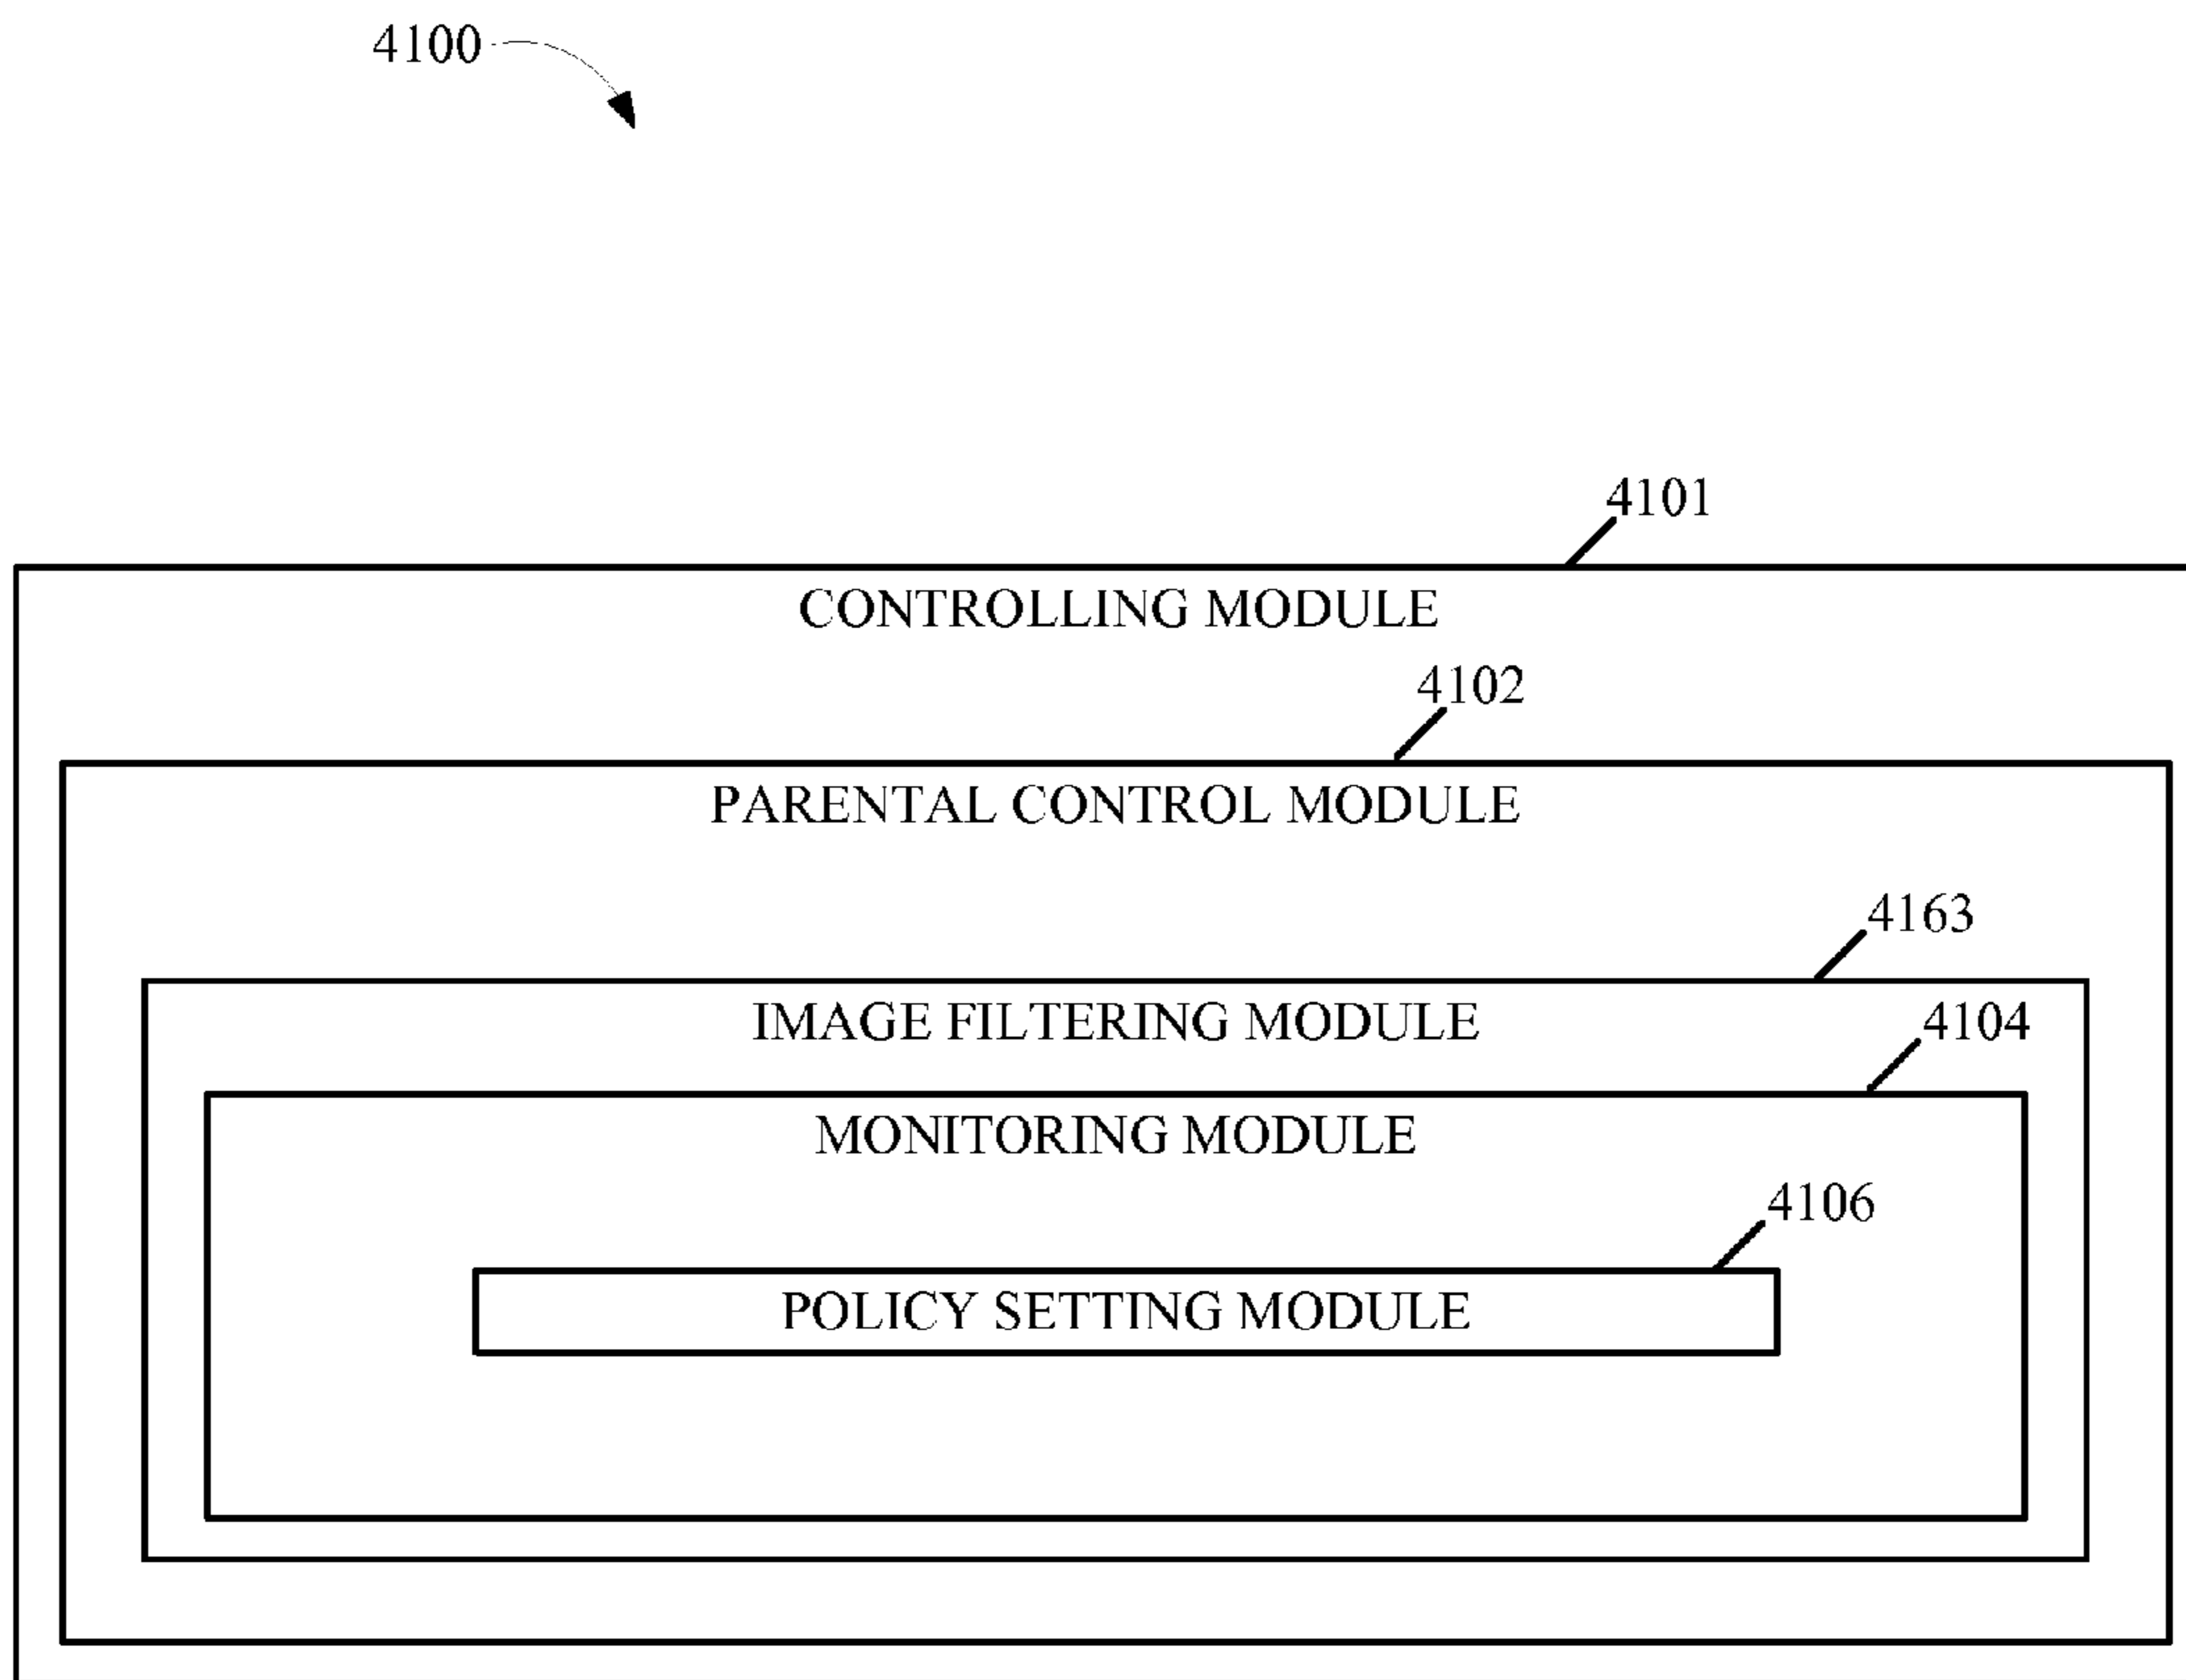 4100
4101
CONTROLLING MODULE
4102
PARENTAL CONTROL MODULE
4163
IMAGE FILTERING MODULE
4104
MONITORING MODULE
4106
POLICY SETTING MODULE